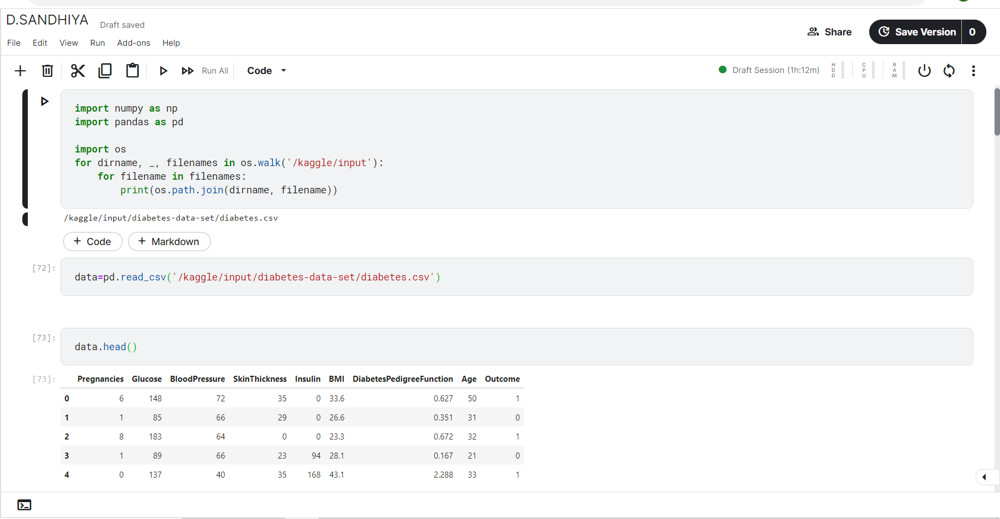 D.SANDHIYA Draft saved
File Edit View Run Add-ons Help
Share Save Version 0
Run All Code Draft Session (1h:12m) HDD CPU RAM
import numpy as np
import pandas as pd
import os
for dirname, _, filenames in os.walk('/kaggle/input'):
    for filename in filenames:
        print(os.path.join(dirname, filename))
/kaggle/input/diabetes-data-set/diabetes.csv
+ Code + Markdown
[72]: data=pd.read_csv('/kaggle/input/diabetes-data-set/diabetes.csv')
[73]: data.head()
[73]: Pregnancies Glucose BloodPressure SkinThickness Insulin BMI DiabetesPedigreeFunction Age Outcome
0 6 148 72 35 0 33.6 0.627 50 1
1 1 85 66 29 0 26.6 0.351 31 0
2 8 183 64 0 0 23.3 0.672 32 1
3 1 89 66 23 94 28.1 0.167 21 0
4 0 137 40 35 168 43.1 2.288 33 1